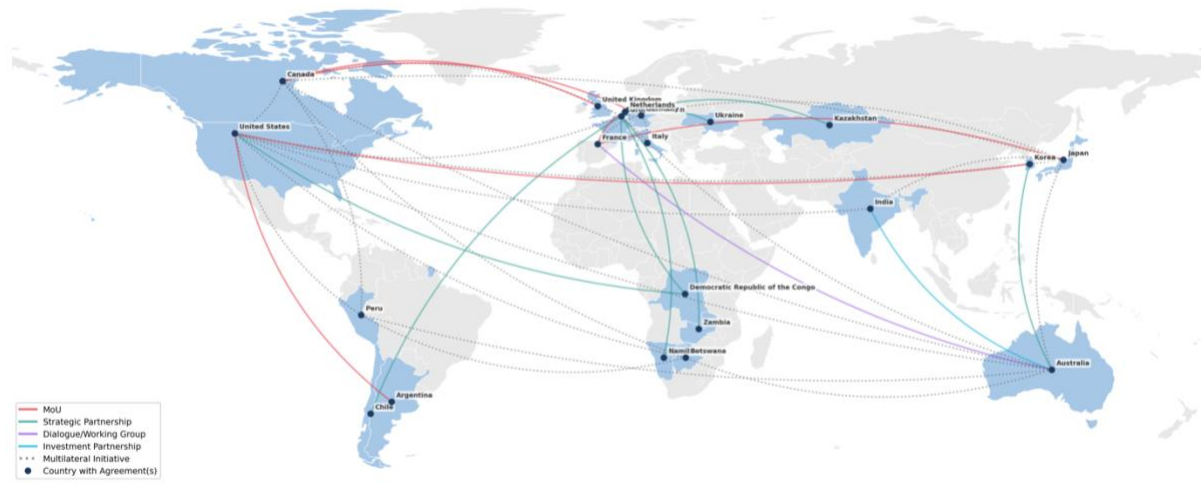 Canada
United Kingdom
Netherlands
Ukraine
Kazakhstan
United States
France
Italy
Korea
Japan
India
Democratic Republic of the Congo
Peru
Zambia
Botswana
Australia
Argentina
Chile
MoU
Strategic Partnership
Dialogue/Working Group
Investment Partnership
Multilateral Initiative
Country with Agreement(s)